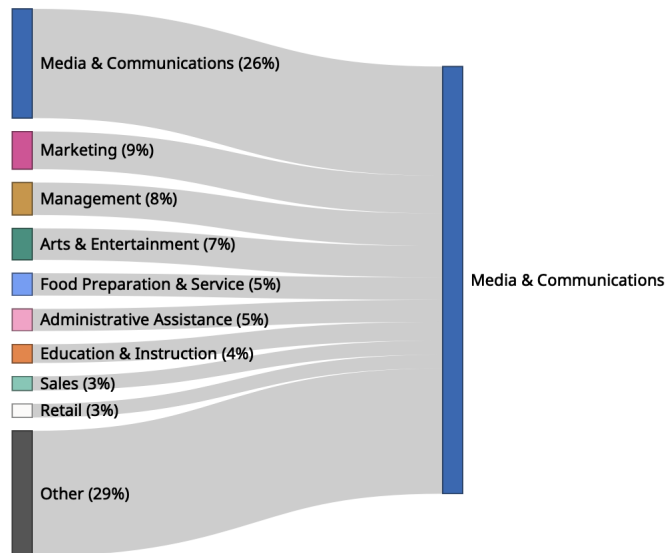 Media & Communications (26%)
Marketing (9%)
Management (8%)
Arts & Entertainment (7%)
Food Preparation & Service (5%)
Media & Communications
Administrative Assistance (5%)
Education & Instruction (4%)
Sales (3%)
Retail (3%)
Other (29%)